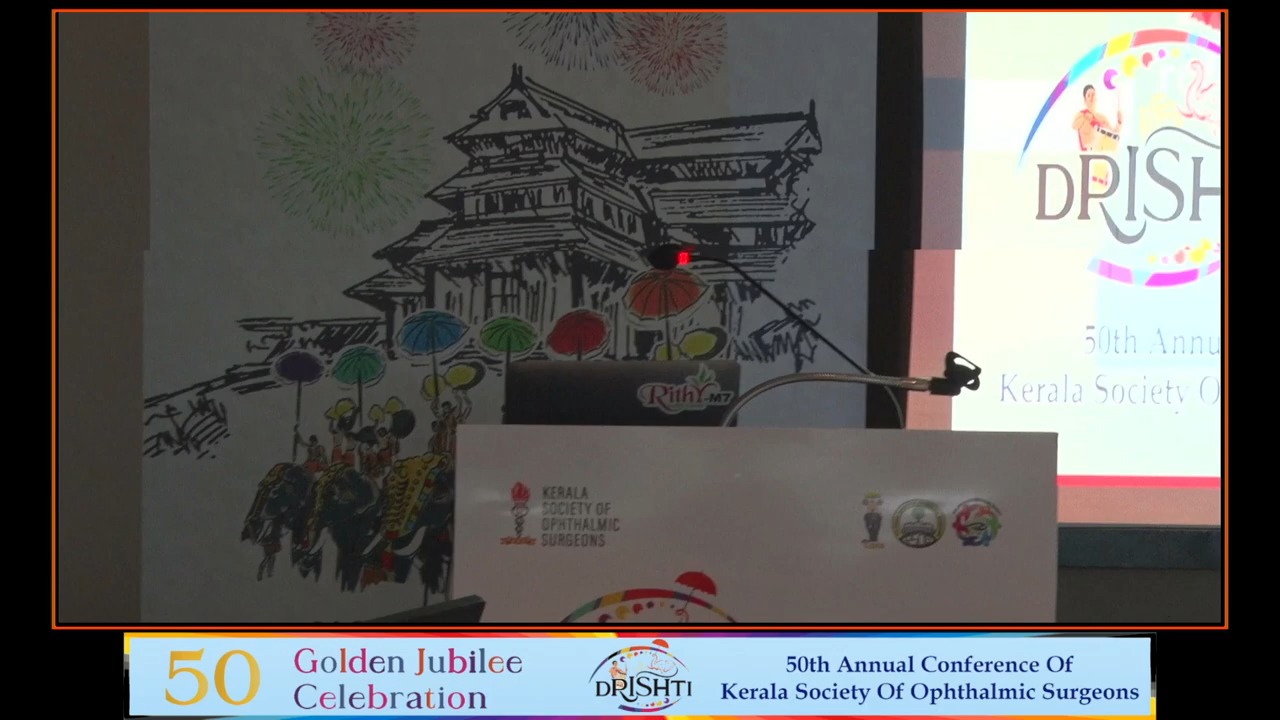 DRISH
50th Annu
Kerala Society O
Rithy-M7
KERALA
SOCIETY OF
OPHTHALMIC
SURGEONS
50
Golden Jubilee
Celebration
DRISHTI
50th Annual Conference Of
Kerala Society Of Ophthalmic Surgeons